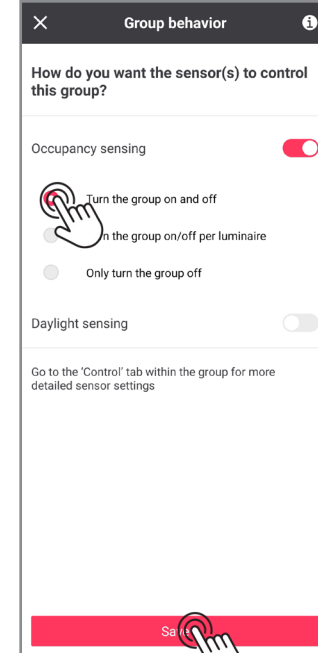 Group behavior
How do you want the sensor(s) to control
this group?
Occupancy sensing
Turn the group on and off
n the group on/off per luminaire
Only turn the group off
Daylight sensing
Go to the 'Control' tab within the group for more
detailed sensor settings
Save